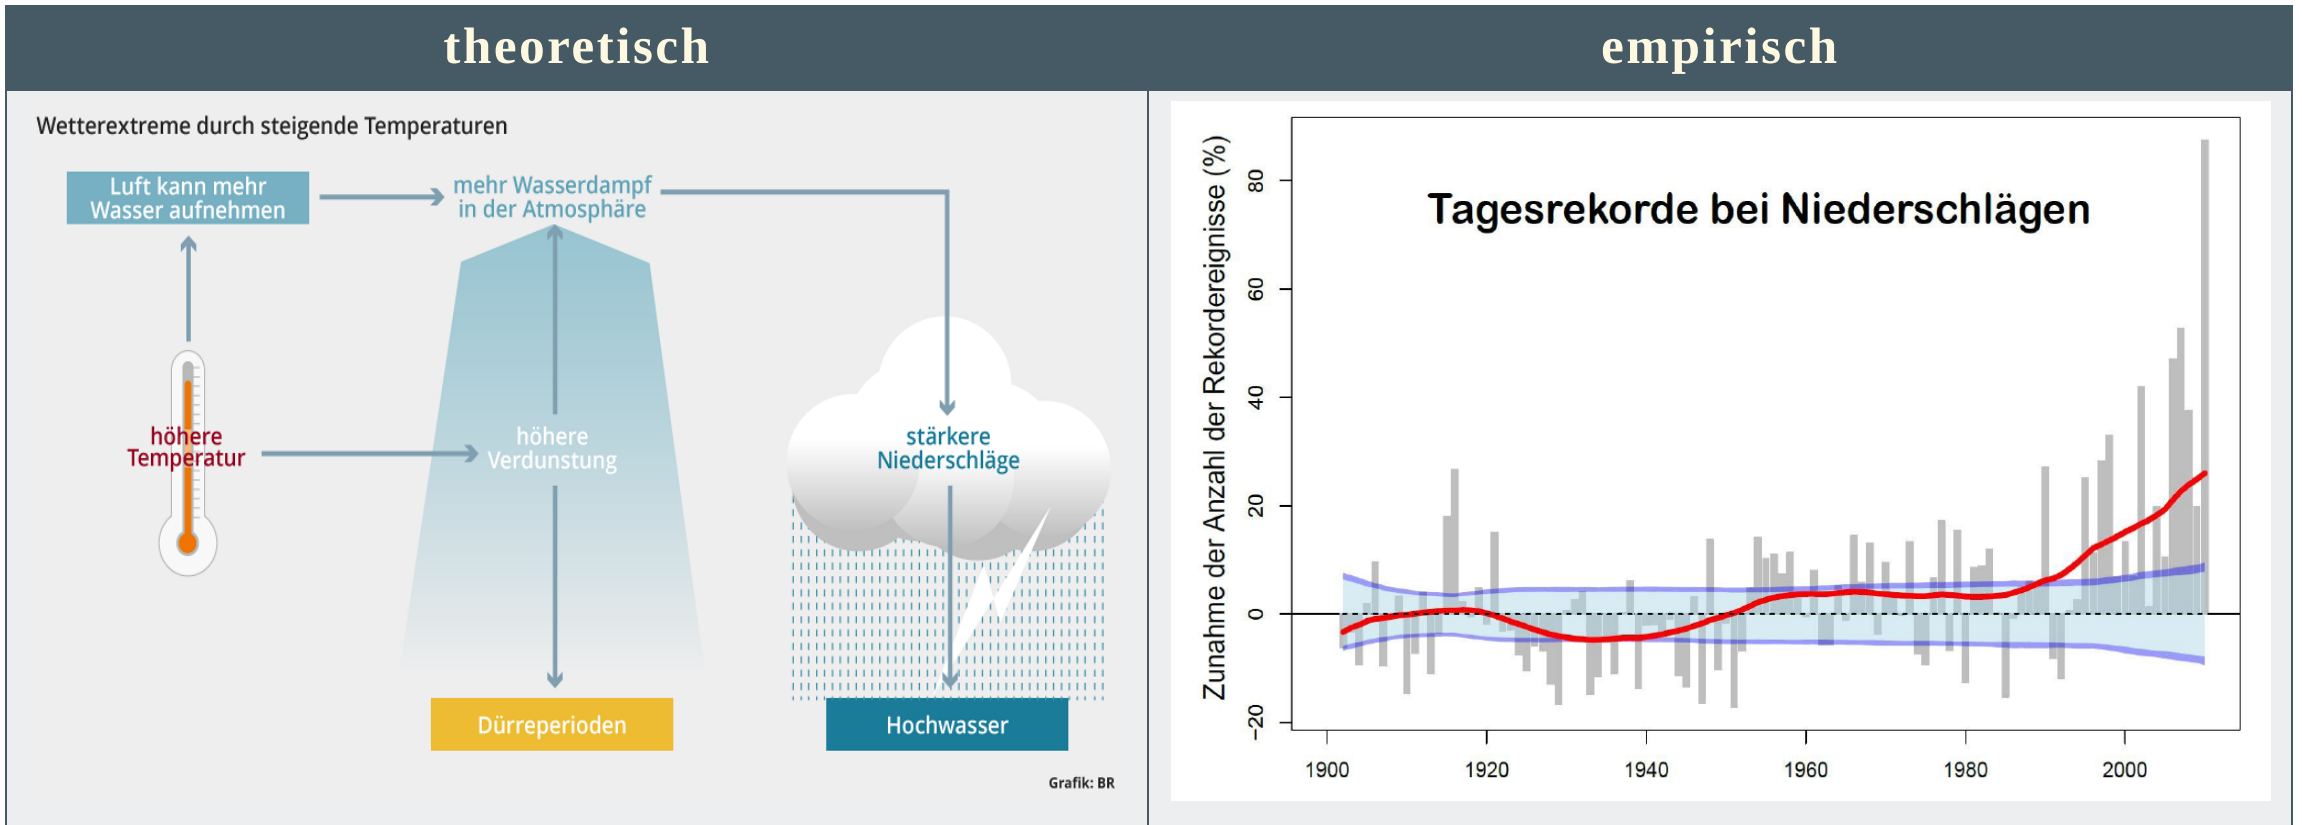 theoretisch
empirisch
Wetterextreme durch steigende Temperaturen
Luft kann mehr
Wasser aufnehmen
mehr Wasserdampf
in der Atmosphäre
höhere
Temperatur
höhere
Verdunstung
stärkere
Niederschläge
Dürreperioden
Hochwasser
Grafik: BR
Tagesrekorde bei Niederschlägen
Zunahme der Anzahl der Rekordereignisse (%)
80
60
40
20
0
−20
1900
1920
1940
1960
1980
2000